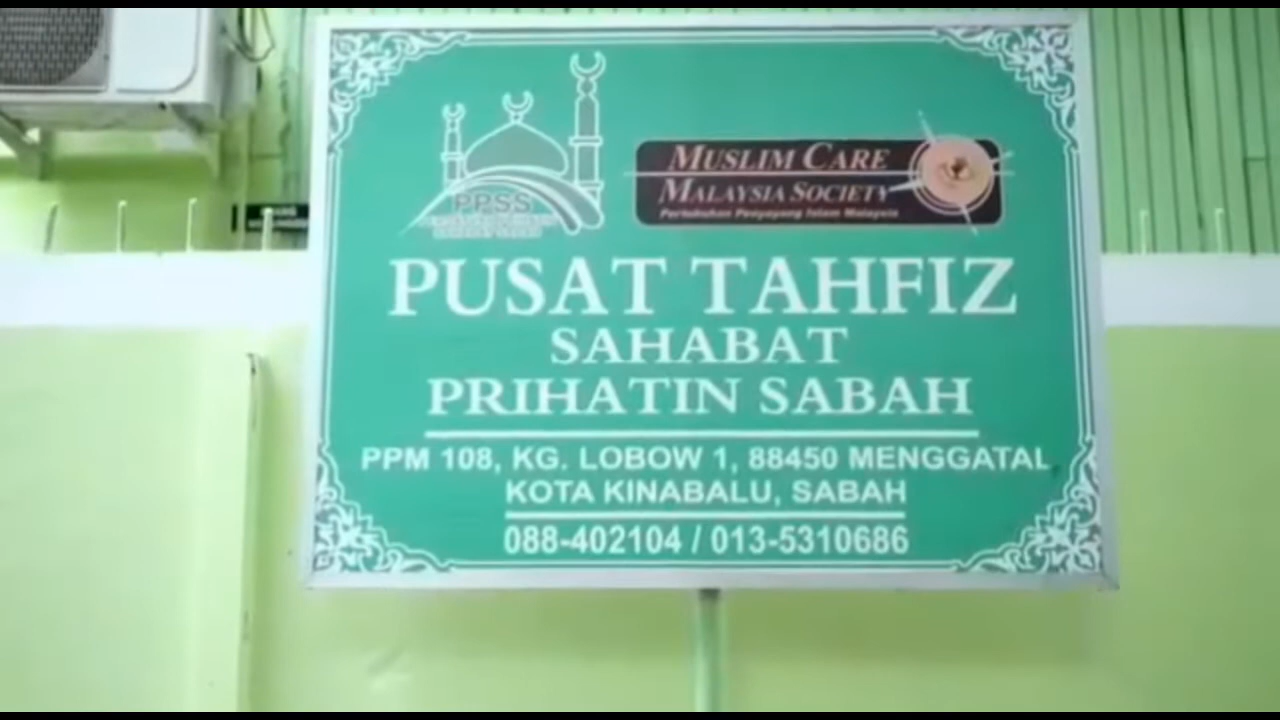 PPSS
MUSLIM CARE
MALAYSIA SOCIETY
Pertubuhan Penyayang Islam Malaysia
PUSAT TAHFIZ
SAHABAT
PRIHATIN SABAH
PPM 108, KG. LOBOW 1, 88450 MENGGATAL
KOTA KINABALU, SABAH
088-402104 / 013-5310686